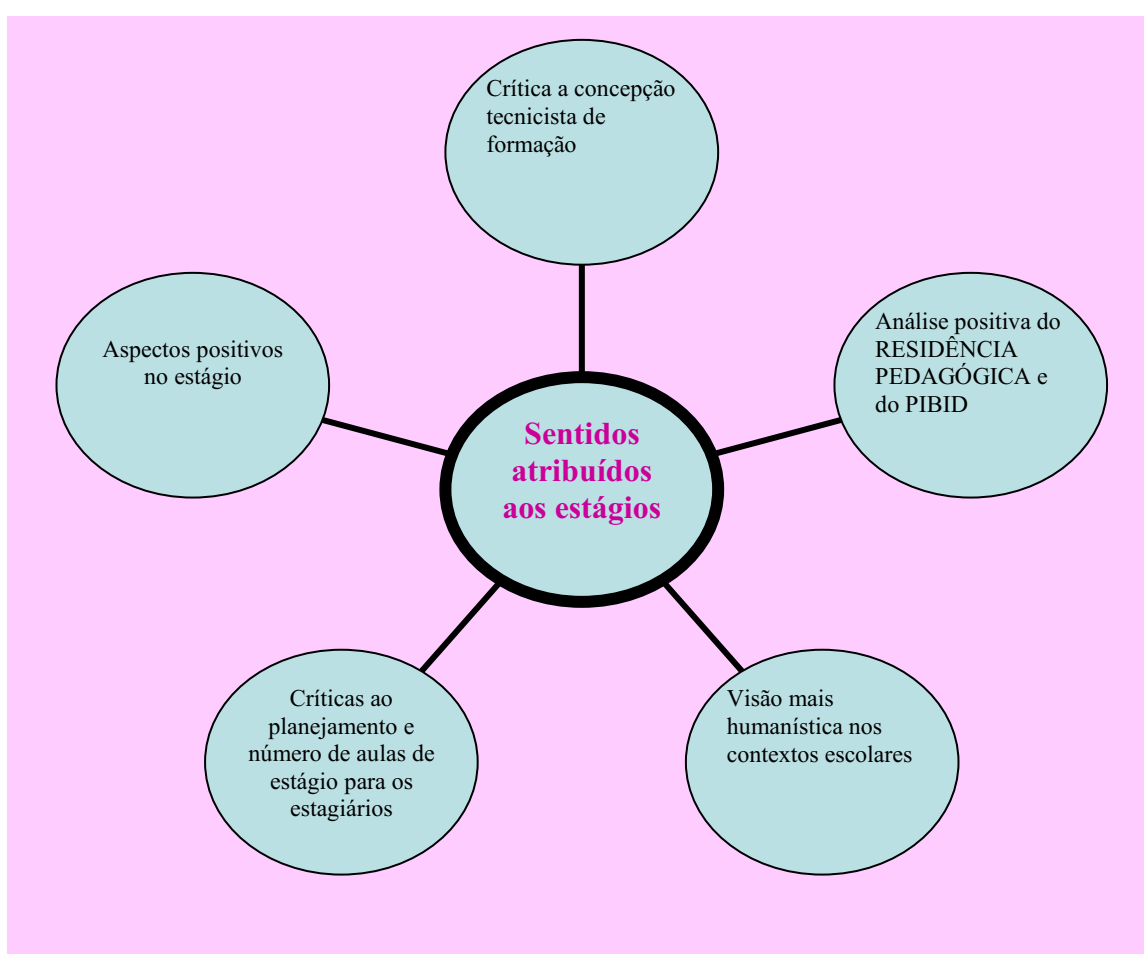 Crítica a concepção
tecnicista de
formação
Aspectos positivos
no estágio
Análise positiva do
RESIDÊNCIA
PEDAGÓGICA e
do PIBID
Sentidos
atribuídos
aos estágios
Críticas ao
planejamento e
número de aulas de
estágio para os
estagiários
Visão mais
humanística nos
contextos escolares